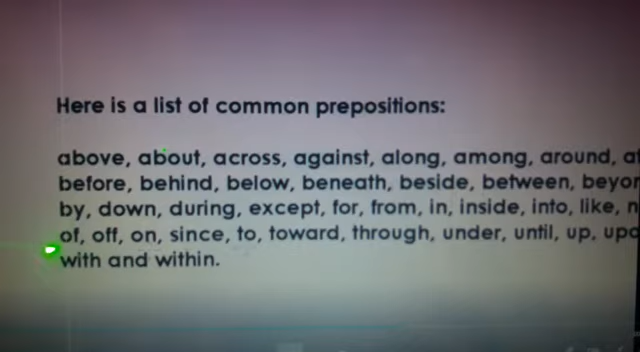 Here is a list of common prepositions:
above, about, across, against, along, among, around,
before, behind, below, beneath, beside, between,
by, down, during, except, for, from, in, inside, into, like,
of, off, on, since, to, toward, through, under, until, up,
with and within.